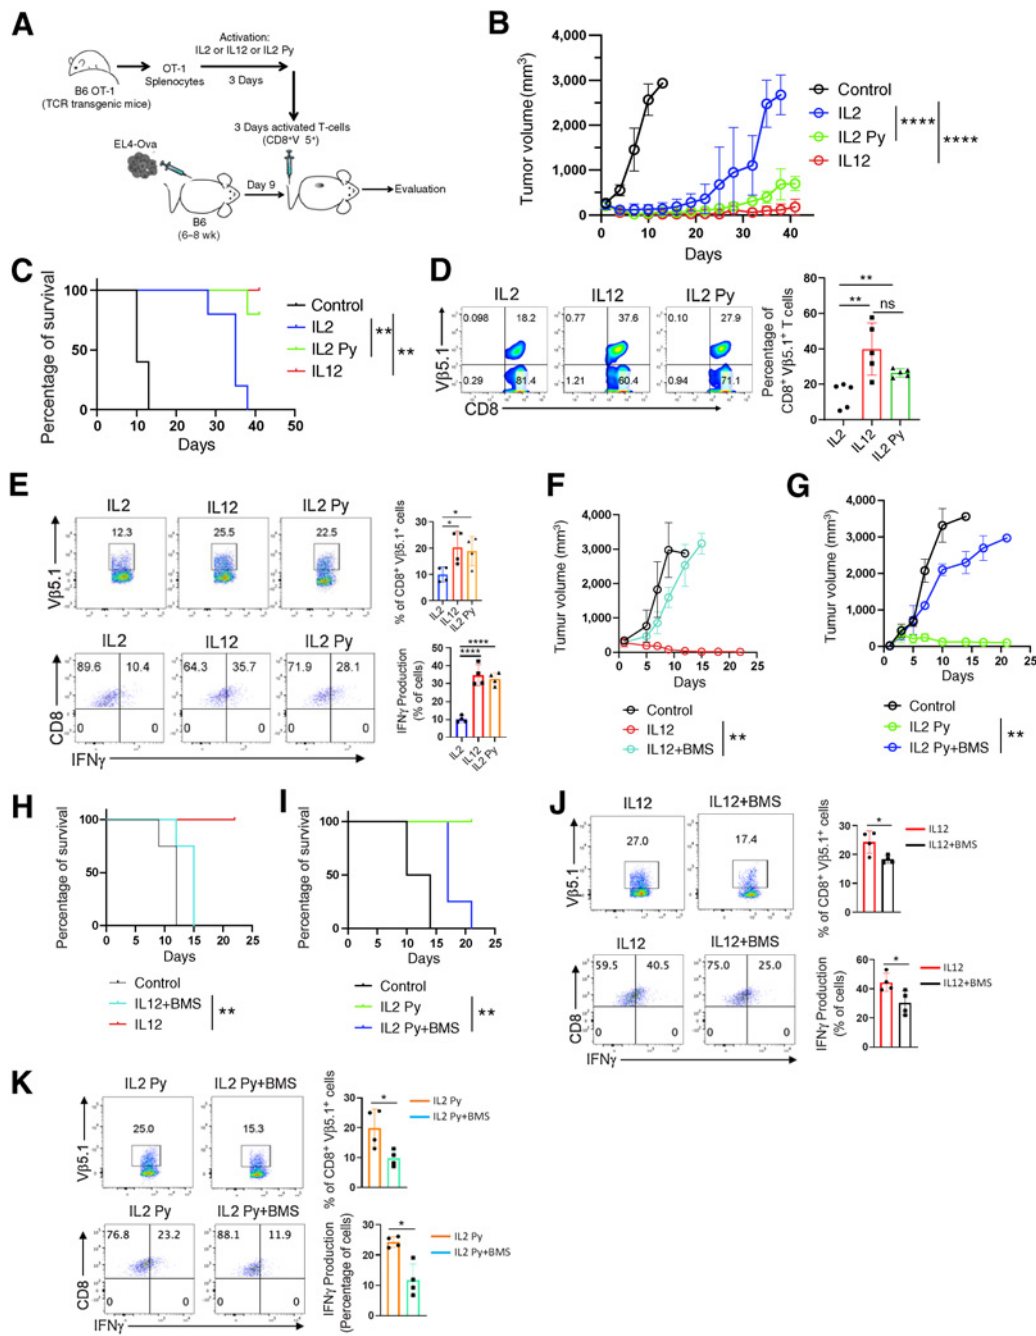 A
Activation:
IL2 or IL12 or IL2 Py
B6 OT-1
(TCR transgenic mice)
OT-1
Splenocytes
3 Days
3 Days activated T-cells
(CD8+V 5+)
EL4-Ova
Day 9
Evaluation
B6
(6–8 wk)
B
Tumor volume (mm3)
4,000
3,000
2,000
1,000
0
0 10 20 30 40
Days
Control
IL2
IL2 Py
IL12
****
****
C
Percentage of survival
100
50
0
0 10 20 30 40 50
Days
Control
IL2
IL2 Py
IL12
**
**
D
IL2 IL12 IL2 Py
0.098 18.2 0.77 37.6 0.10 27.9
0.29 81.4 1.21 60.4 0.94 71.1
Vβ5.1
CD8
Percentage of
CD8+ Vβ5.1+ T cells
80
60
40
20
0
**
** ns
IL2 IL12 IL2 Py
E
IL2 IL12 IL2 Py
12.3 25.5 22.5
Vβ5.1
% of CD8+ Vβ5.1+ cells
30
20
10
0
*
*
IL2 IL12 IL2 Py
IL2 IL12 IL2 Py
89.6 10.4 64.3 35.7 71.9 28.1
0 0 0 0 0 0
CD8
IFNγ
IFNγ Production
(% of cells)
50
40
30
20
10
0
****
****
IL2 IL12 IL2 Py
F
Tumur volume (mm3)
4,000
3,000
2,000
1,000
0
0 5 10 15 20 25
Days
Control
IL12
IL12+BMS
**
G
Tumur volume (mm3)
4,000
3,000
2,000
1,000
0
0 5 10 15 20 25
Days
Control
IL2 Py
IL2 Py+BMS
**
H
Percentage of survival
100
50
0
0 5 10 15 20 25
Days
Control
IL12+BMS
IL12
**
I
Percentage of survival
100
50
0
0 5 10 15 20 25
Days
Control
IL2 Py
IL2 Py+BMS
**
J
IL12 IL12+BMS
27.0 17.4
Vβ5.1
% of CD8+ Vβ5.1+ cells
30
20
10
0
*
IL12
IL12+BMS
IL12 IL12+BMS
59.5 40.5 75.0 25.0
0 0 0 0
CD8
IFNγ
IFNγ Production
(% of cells)
60
40
20
0
*
IL12
IL12+BMS
K
IL2 Py IL2 Py+BMS
25.0 15.3
Vβ5.1
% of CD8+ Vβ5.1+ cells
30
20
10
0
*
IL2 Py
IL2 Py+BMS
IL2 Py IL2 Py+BMS
76.8 23.2 88.1 11.9
0 0 0 0
CD8
IFNγ
IFNγ Production
(Percentage of cells)
30
20
10
0
*
IL2 Py
IL2 Py+BMS